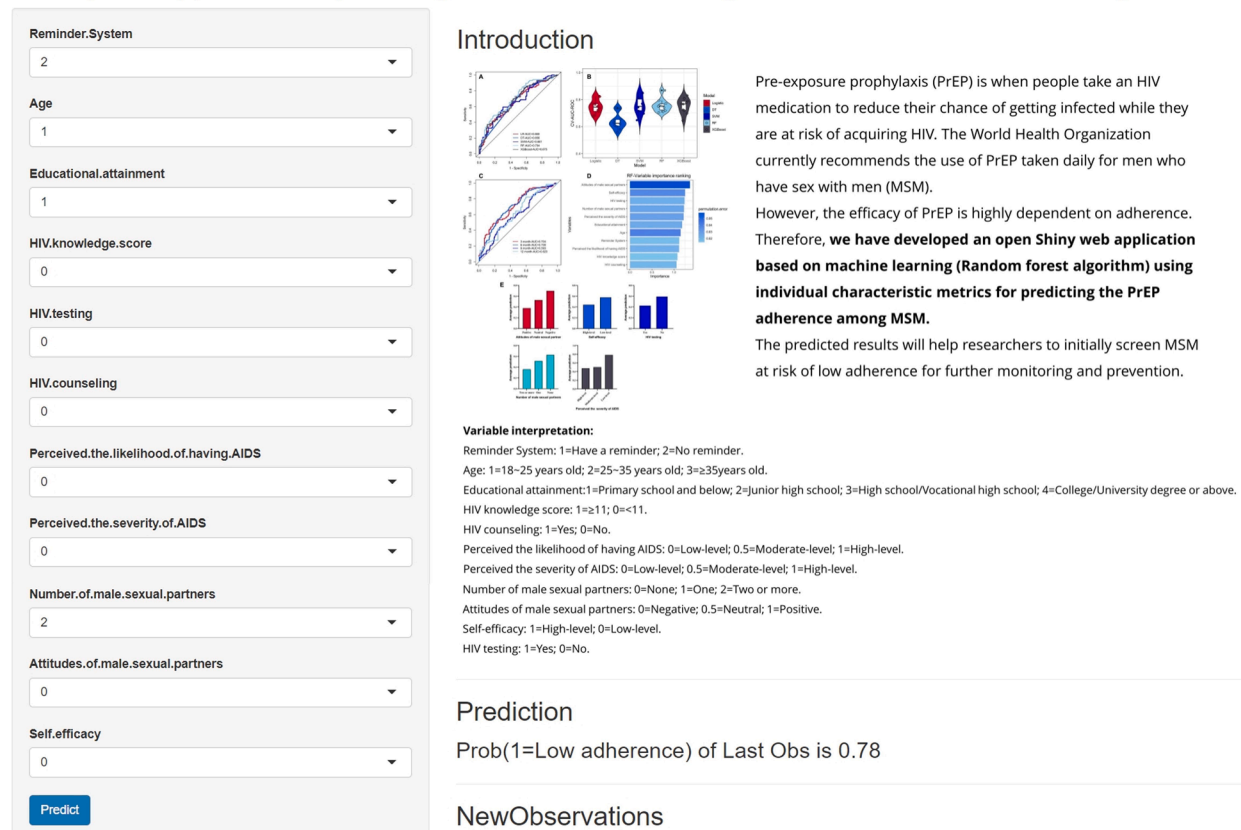 Reminder.System
2
Age
1
Educational.attainment
1
HIV.knowledge.score
0
HIV.testing
0
HIV.counseling
0
Perceived.the.likelihood.of.having.AIDS
0
Perceived.the.severity.of.AIDS
0
Number.of.male.sexual.partners
2
Attitudes.of.male.sexual.partners
0
Self.efficacy
0
Predict
Introduction
A
B
Model
C
D
RF-Variable importance ranking
Importance
E
Pre-exposure prophylaxis (PrEP) is when people take an HIV
medication to reduce their chance of getting infected while they
are at risk of acquiring HIV. The World Health Organization
currently recommends the use of PrEP taken daily for men who
have sex with men (MSM).
However, the efficacy of PrEP is highly dependent on adherence.
Therefore, we have developed an open Shiny web application
based on machine learning (Random forest algorithm) using
individual characteristic metrics for predicting the PrEP
adherence among MSM.
The predicted results will help researchers to initially screen MSM
at risk of low adherence for further monitoring and prevention.
Variable interpretation:
Reminder System: 1=Have a reminder; 2=No reminder.
Age: 1=18~25 years old; 2=25~35 years old; 3=≥35years old.
Educational attainment:1=Primary school and below; 2=Junior high school; 3=High school/Vocational high school; 4=College/University degree or above.
HIV knowledge score: 1=≥11; 0=<11.
HIV counseling: 1=Yes; 0=No.
Perceived the likelihood of having AIDS: 0=Low-level; 0.5=Moderate-level; 1=High-level.
Perceived the severity of AIDS: 0=Low-level; 0.5=Moderate-level; 1=High-level.
Number of male sexual partners: 0=None; 1=One; 2=Two or more.
Attitudes of male sexual partners: 0=Negative; 0.5=Neutral; 1=Positive.
Self-efficacy: 1=High-level; 0=Low-level.
HIV testing: 1=Yes; 0=No.
Prediction
Prob(1=Low adherence) of Last Obs is 0.78
NewObservations